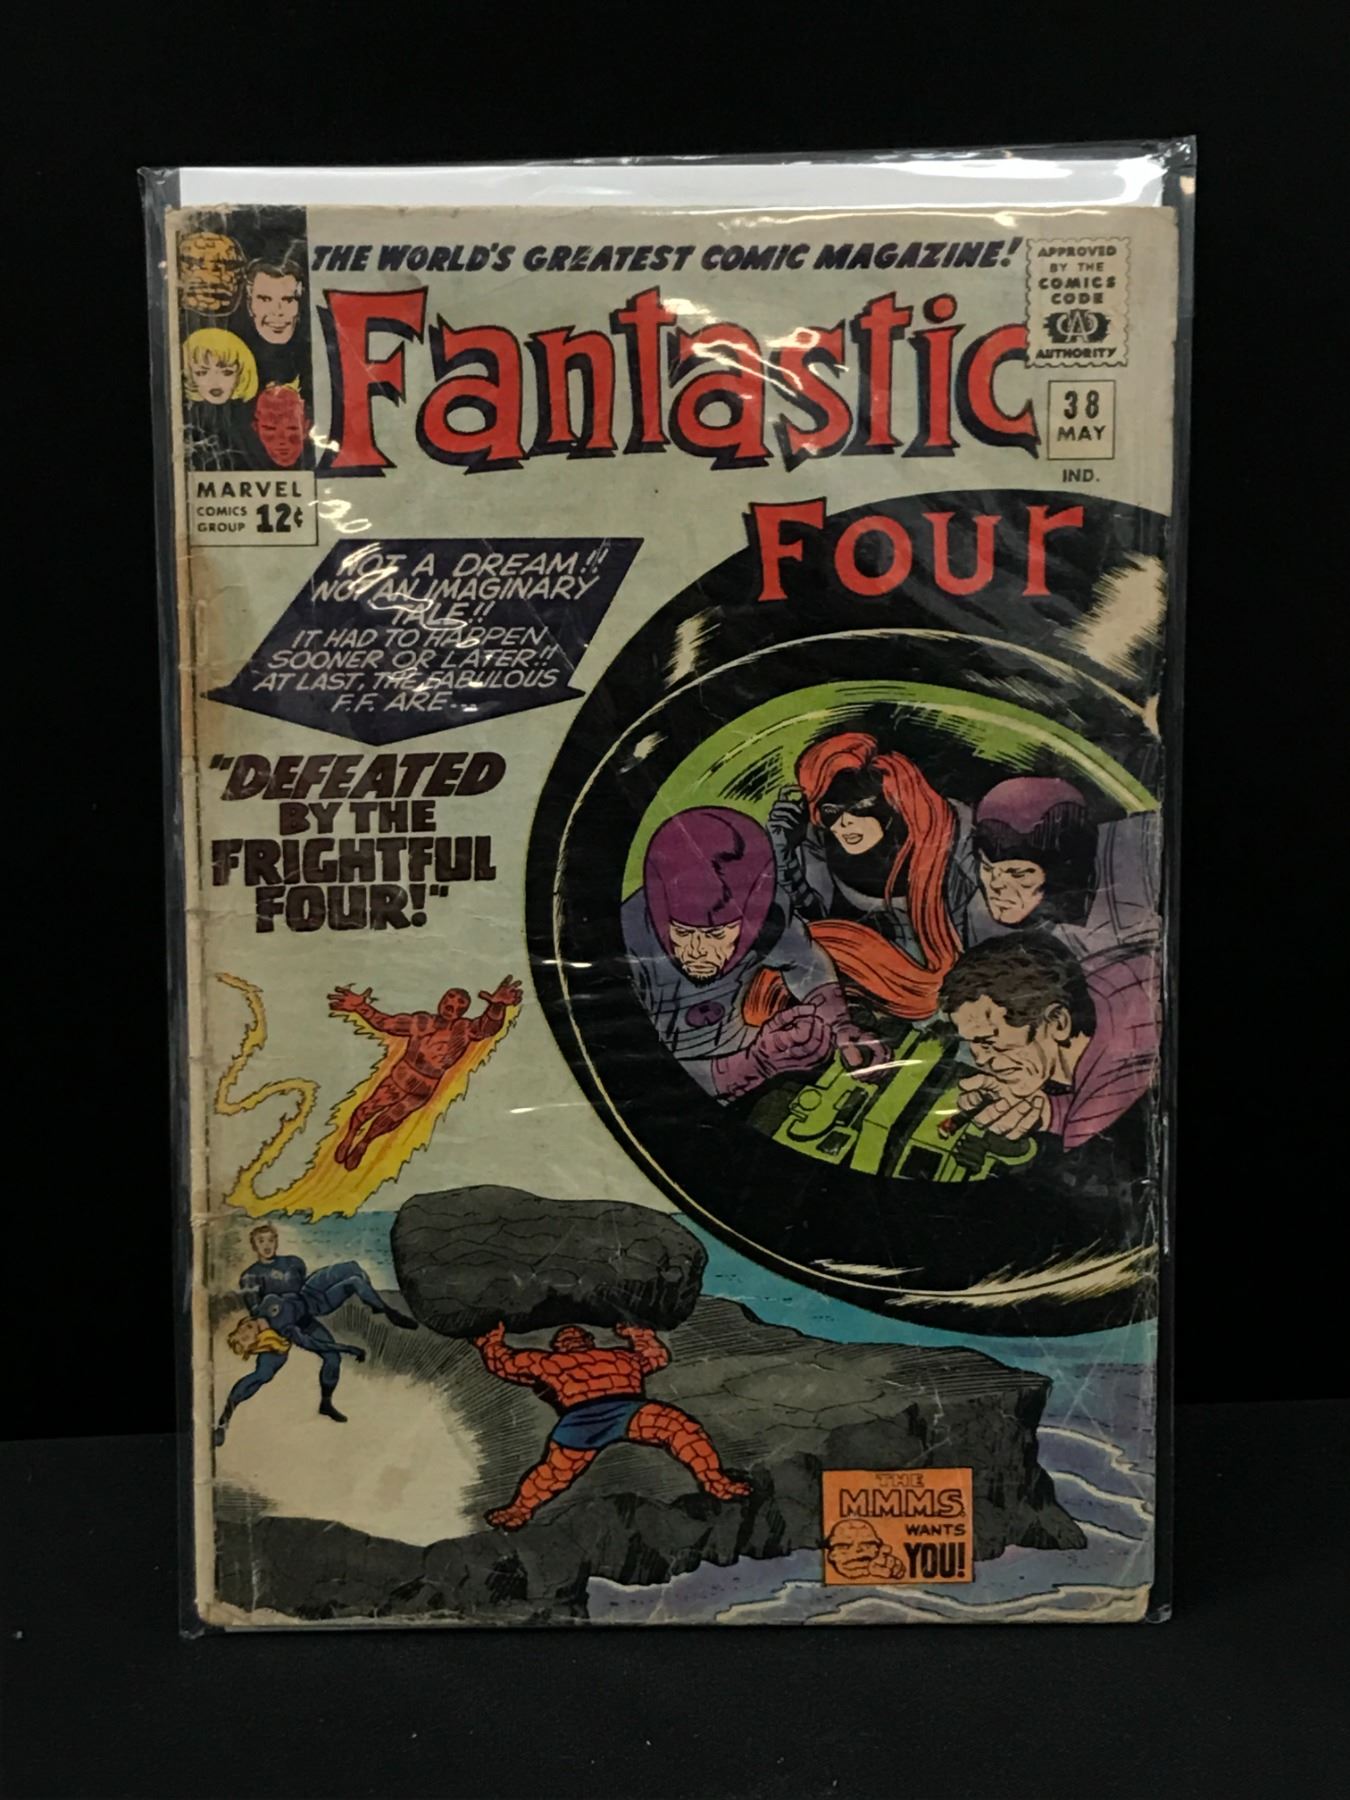 THE WORLD'S GREATEST COMIC MAGAZINE!
APPROVED
BY THE
COMICS
CODE
CA
AUTHORITY
Fantastic
Four
38
MAY
IND.
MARVEL
COMICS
GROUP 12¢
NOT A DREAM!!
NOT AN IMAGINARY
TALE!!
IT HAD TO HAPPEN
SOONER OR LATER!!
AT LAST, THE FABULOUS
F.F. ARE---
"DEFEATED
BY THE
FRIGHTFUL
FOUR!"
THE
M.M.M.S.
WANTS
YOU!